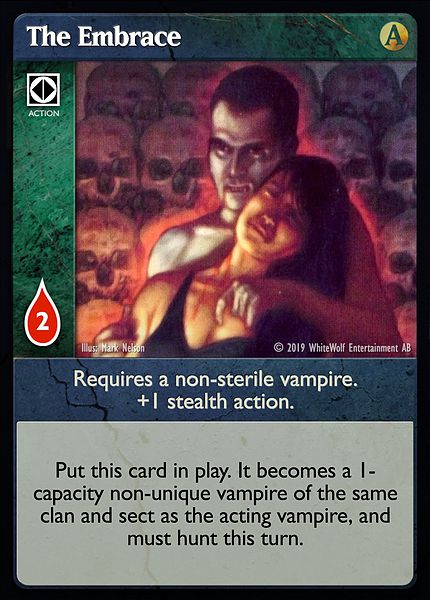 The Embrace
A
ACTION
2
Illus: Mark Nelson
© 2019 WhiteWolf Entertainment AB
Requires a non-sterile vampire.
+1 stealth action.
Put this card in play. It becomes a 1-
capacity non-unique vampire of the same
clan and sect as the acting vampire, and
must hunt this turn.